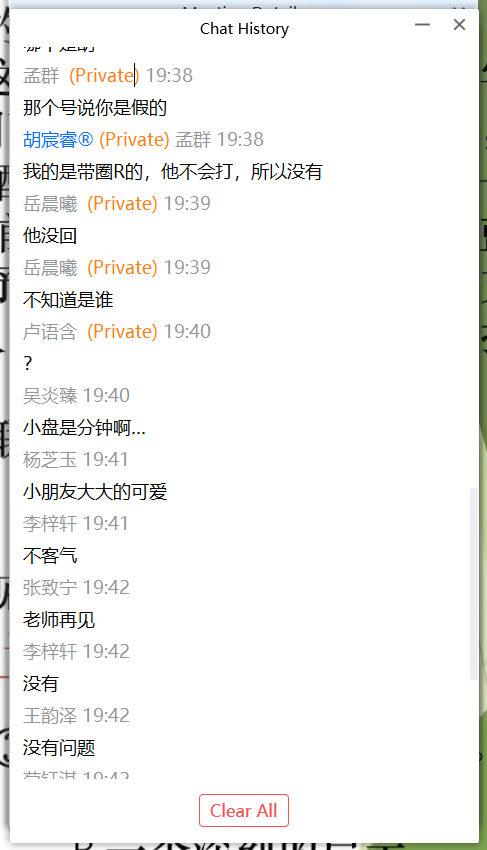 Chat History
孟群 (Private) 19:38
那个号说你是假的
胡宸睿® (Private) 孟群 19:38
我的是带圈R的，他不会打，所以没有
岳晨曦 (Private) 19:39
他没回
岳晨曦 (Private) 19:39
不知道是谁
卢语含 (Private) 19:40
?
吴炎臻 19:40
小盘是分钟啊...
杨芝玉 19:41
小朋友大大的可爱
李梓轩 19:41
不客气
张致宁 19:42
老师再见
李梓轩 19:42
没有
王韵泽 19:42
没有问题
19:42
Clear All